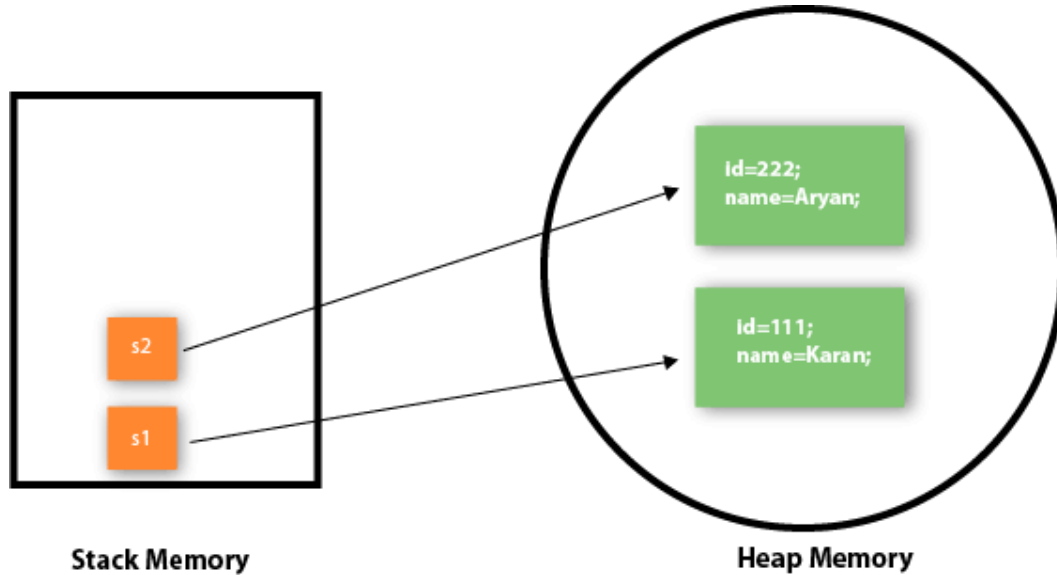 id=222;
name=Aryan;
id=111;
name=Karan;
s2
s1
Stack Memory
Heap Memory